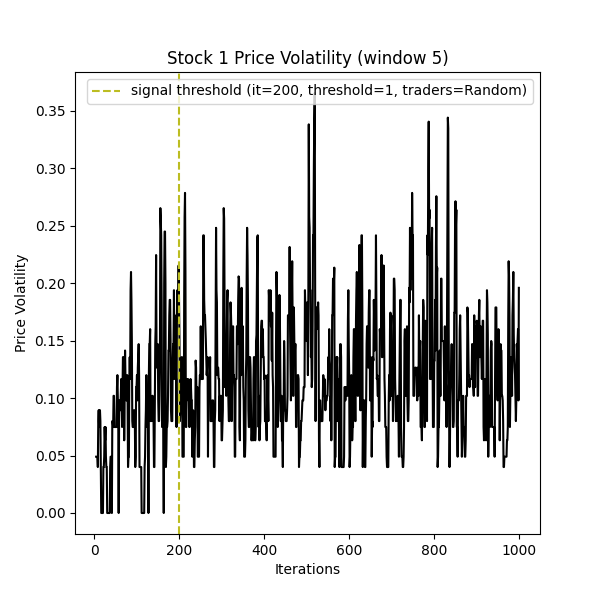 Stock 1 Price Volatility (window 5)
signal threshold (it=200, threshold=1, traders=Random)
Price Volatility
0.35
0.30
0.25
0.20
0.15
0.10
0.05
0.00
0 200 400 600 800 1000
Iterations